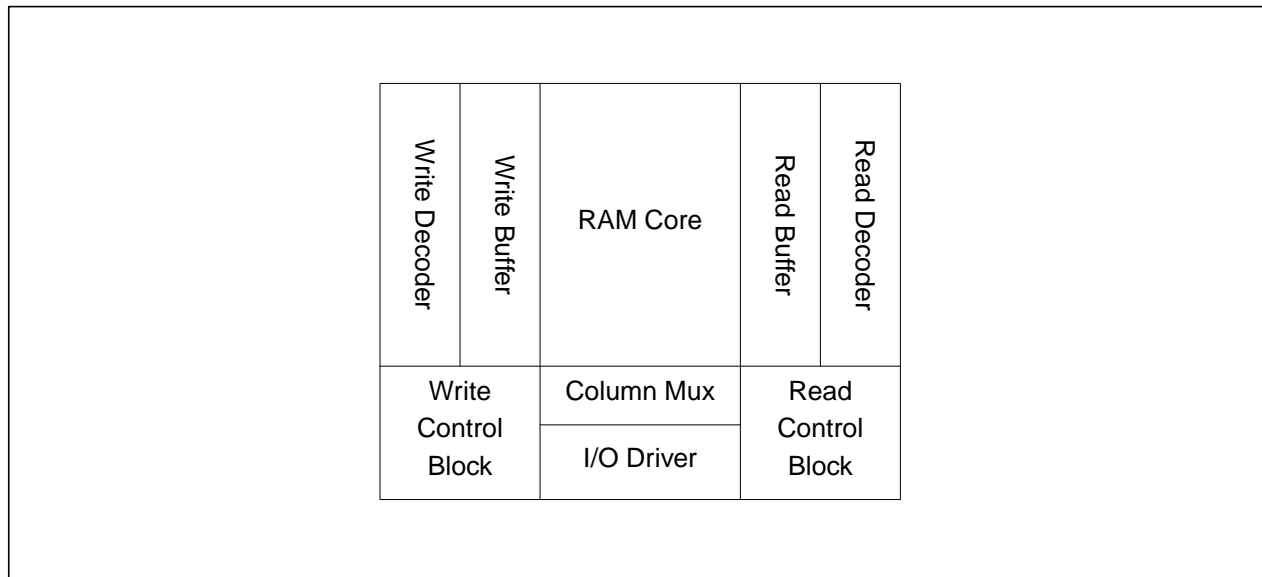 Write Decoder
Write Buffer
RAM Core
Read Buffer
Read Decoder
Write
Control
Block
Column Mux
I/O Driver
Read
Control
Block